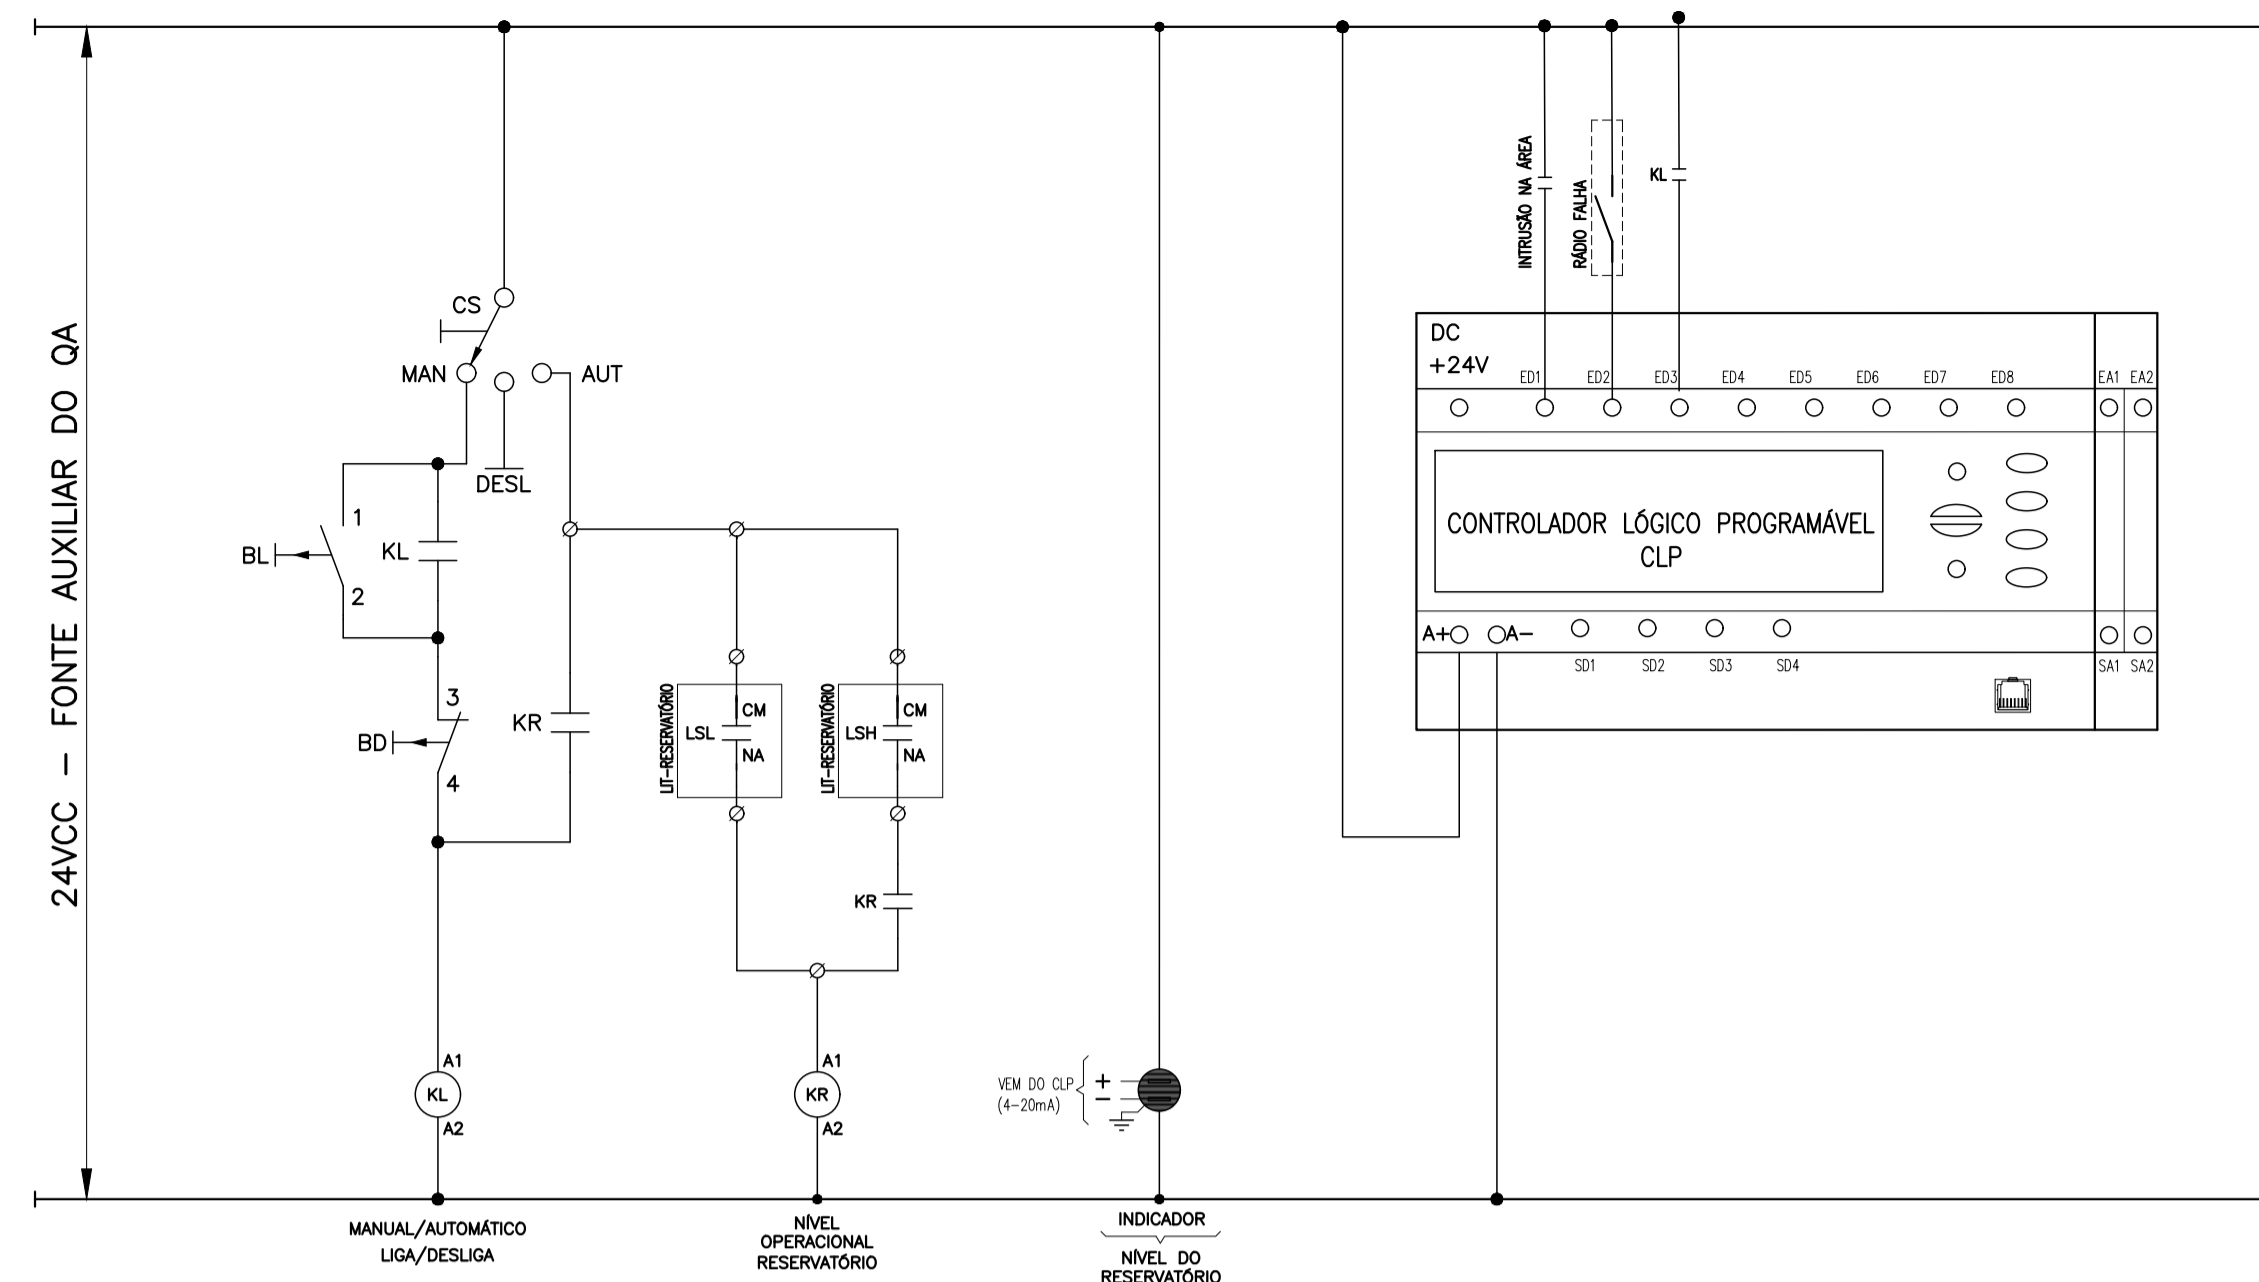 24VCC - FONTE AUXILIAR DO QA
CS
MAN
AUT
DESL
1
BL
KL
2
3
BD
4
KR
LIT-RESERVATÓRIO
CM
LSL
NA
LIT-RESERVATÓRIO
CM
LSH
NA
KR
A1
KL
A2
A1
KR
A2
VEM DO CLP
(4-20mA)
+
-
MANUAL/AUTOMÁTICO
LIGA/DESLIGA
NÍVEL
OPERACIONAL
RESERVATÓRIO
INDICADOR
NÍVEL DO
RESERVATÓRIO
INTRUSÃO NA ÁREA
RÁDIO FALHA
KL
DC
+24V
ED1 ED2 ED3 ED4 ED5 ED6 ED7 ED8 EA1 EA2
CONTROLADOR LÓGICO PROGRAMÁVEL
CLP
A+ A-
SD1 SD2 SD3 SD4 SA1 SA2